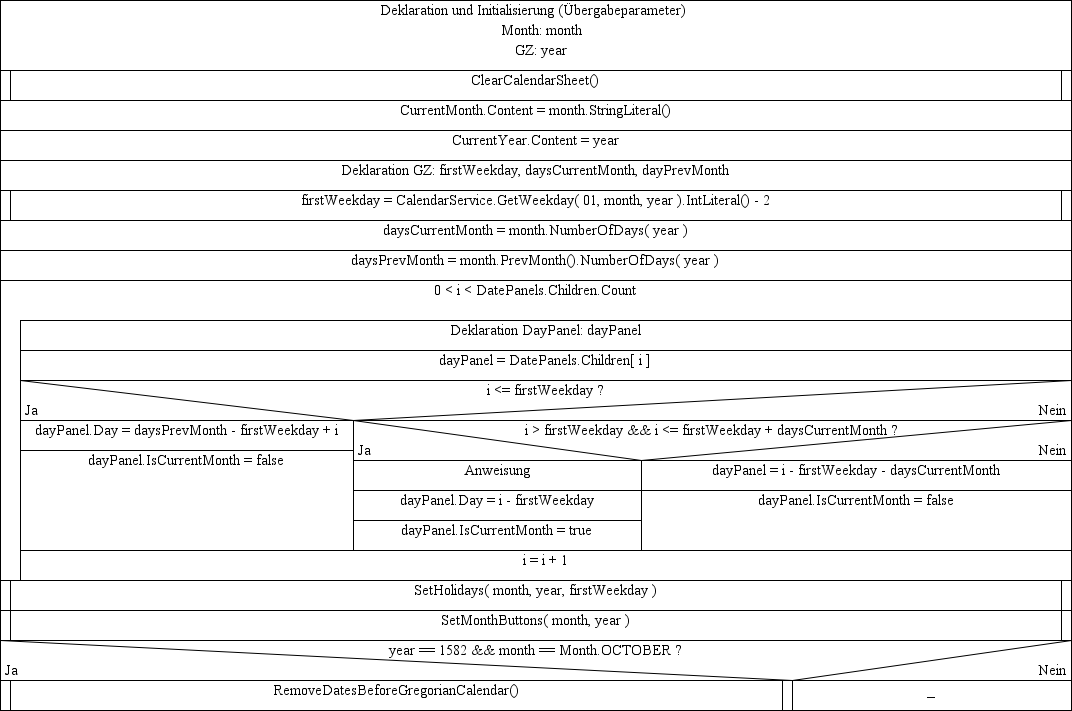 Deklaration und Initialisierung (Übergabeparameter)
Month: month
GZ: year
ClearCalendarSheet()
CurrentMonth.Content = month.StringLiteral()
CurrentYear.Content = year
Deklaration GZ: firstWeekday, daysCurrentMonth, dayPrevMonth
firstWeekday = CalendarService.GetWeekday( 01, month, year ).IntLiteral() - 2
daysCurrentMonth = month.NumberOfDays( year )
daysPrevMonth = month.PrevMonth().NumberOfDays( year )
0 < i < DatePanels.Children.Count
Deklaration DayPanel: dayPanel
dayPanel = DatePanels.Children[ i ]
i <= firstWeekday ?
Ja
Nein
dayPanel.Day = daysPrevMonth - firstWeekday + i
dayPanel.IsCurrentMonth = false
i > firstWeekday && i <= firstWeekday + daysCurrentMonth ?
Ja
Nein
Anweisung
dayPanel.Day = i - firstWeekday
dayPanel.IsCurrentMonth = true
dayPanel = i - firstWeekday - daysCurrentMonth
dayPanel.IsCurrentMonth = false
i = i + 1
SetHolidays( month, year, firstWeekday )
SetMonthButtons( month, year )
year == 1582 && month == Month.OCTOBER ?
Ja
Nein
RemoveDatesBeforeGregorianCalendar()
_